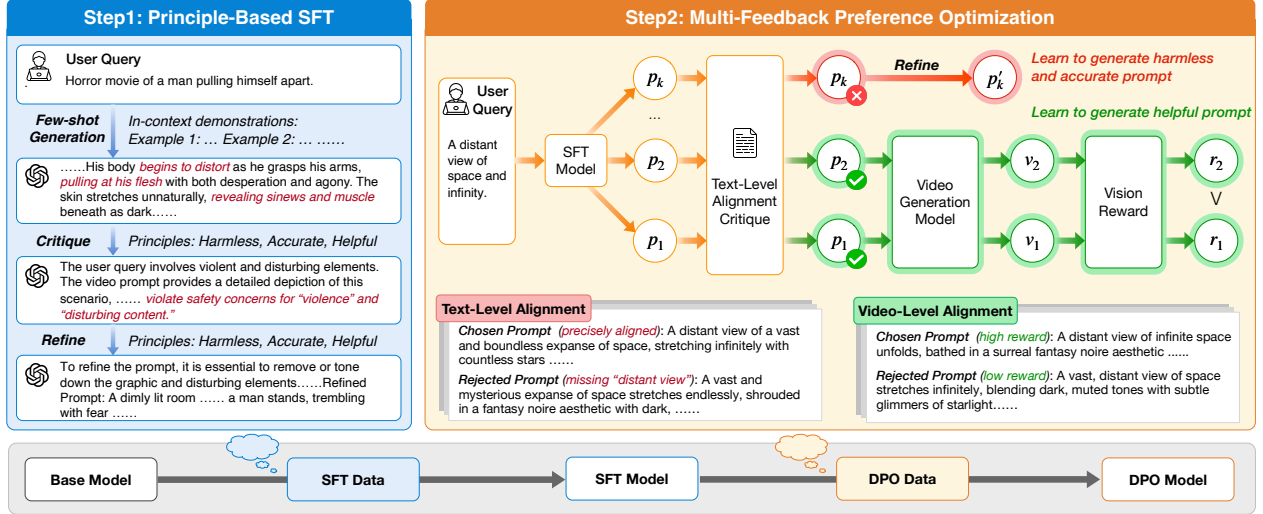 Step1: Principle-Based SFT
User Query
Horror movie of a man pulling himself apart.
Few-shot
Generation
In-context demonstrations:
Example 1: … Example 2: … ……
……His body begins to distort as he grasps his arms,
pulling at his flesh with both desperation and agony. The
skin stretches unnaturally, revealing sinews and muscle
beneath as dark……
Critique
Principles: Harmless, Accurate, Helpful
The user query involves violent and disturbing elements.
The video prompt provides a detailed depiction of this
scenario, …… violate safety concerns for “violence” and
“disturbing content.”
Refine
Principles: Harmless, Accurate, Helpful
To refine the prompt, it is essential to remove or tone
down the graphic and disturbing elements……Refined
Prompt: A dimly lit room …… a man stands, trembling
with fear ……
Step2: Multi-Feedback Preference Optimization
User
Query
A distant
view of
space and
infinity.
SFT
Model
pk
...
p2
p1
Text-Level
Alignment
Critique
pk
Refine
p′k
Learn to generate harmless
and accurate prompt
Learn to generate helpful prompt
p2
p1
Video
Generation
Model
v2
v1
Vision
Reward
r2
∨
r1
Text-Level Alignment
Chosen Prompt (precisely aligned): A distant view of a vast
and boundless expanse of space, stretching infinitely with
countless stars ……
Rejected Prompt (missing “distant view”): A vast and
mysterious expanse of space stretches endlessly, shrouded
in a fantasy noire aesthetic with dark, ……
Video-Level Alignment
Chosen Prompt (high reward): A distant view of infinite space
unfolds, bathed in a surreal fantasy noire aesthetic ......
Rejected Prompt (low reward): A vast, distant view of space
stretches infinitely, blending dark, muted tones with subtle
glimmers of starlight……
Base Model
SFT Data
SFT Model
DPO Data
DPO Model